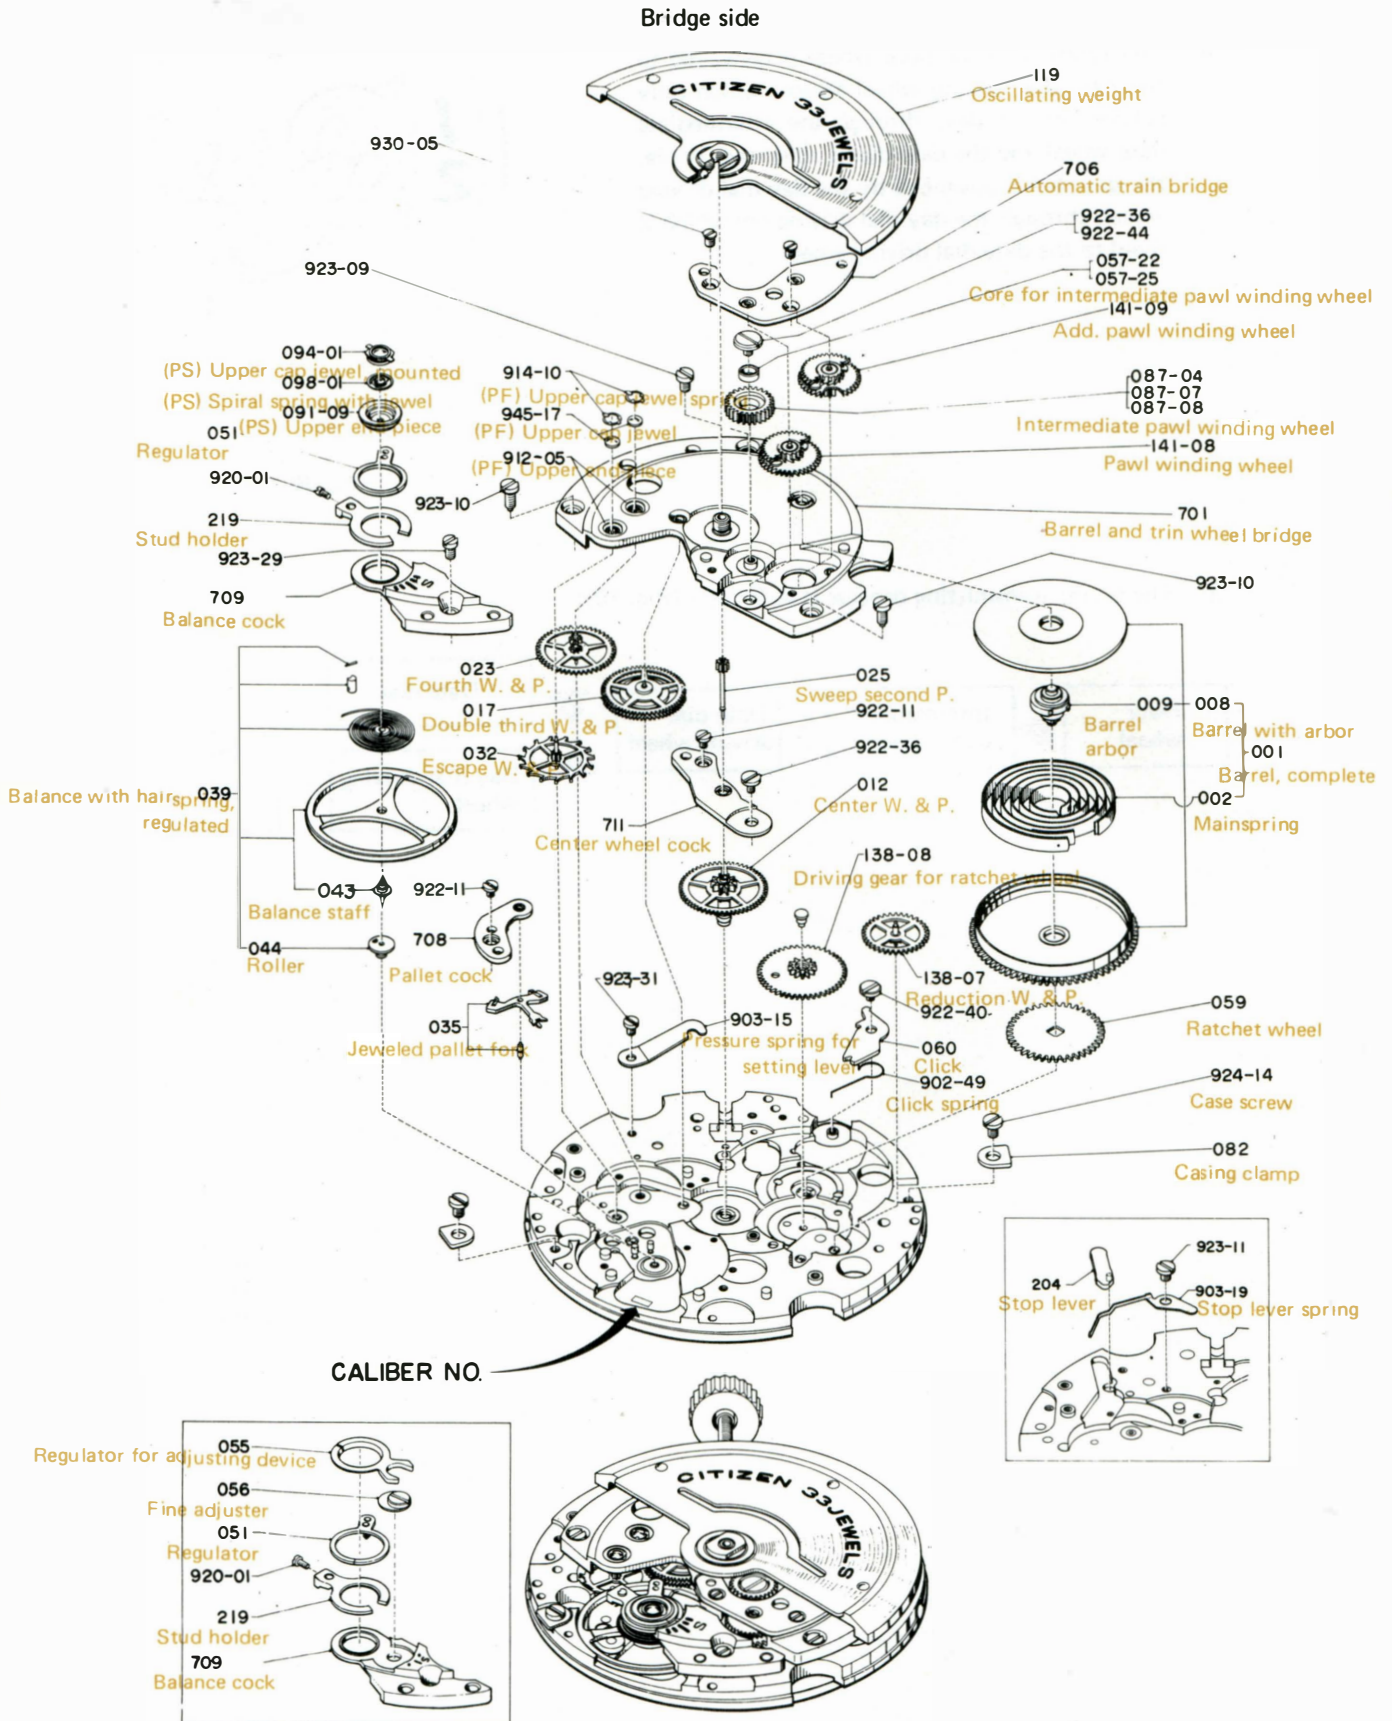 Bridge side
CITIZEN 33JEWELS
119
Oscillating weight
930-05
706
Automatic train bridge
922-36
922-44
057-22
057-25
Core for intermediate pawl winding wheel
923-09
141-09
Add. pawl winding wheel
094-01
(PS) Upper cap jewel, mounted
098-01
(PS) Spiral spring with jewel
091-09
(PS) Upper end piece
914-10
(PF) Upper cap jewel spring
945-17
(PF) Upper cap jewel
912-05
(PF) Upper end piece
087-04
087-07
087-08
Intermediate pawl winding wheel
141-08
Pawl winding wheel
051
Regulator
920-01
923-10
219
Stud holder
923-29
701
Barrel and trin wheel bridge
923-10
709
Balance cock
S
023
Fourth W. & P.
017
Double third W. & P.
032
Escape W. & P.
025
Sweep second P.
922-11
922-36
009
Barrel
arbor
008
Barrel with arbor
001
Barrel, complete
002
Mainspring
039
Balance with hairspring,
regulated
012
Center W. & P.
711
Center wheel cock
138-08
Driving gear for ratchet wheel
043
Balance staff
922-11
708
Pallet cock
044
Roller
923-31
138-07
Reduction W. & P.
922-40
059
Ratchet wheel
035
Jeweled pallet fork
903-15
Pressure spring for
setting lever
060
Click
902-49
Click spring
924-14
Case screw
082
Casing clamp
923-11
204
Stop lever
903-19
Stop lever spring
CALIBER NO.
055
Regulator for adjusting device
056
Fine adjuster
051
Regulator
920-01
219
Stud holder
709
Balance cock
CITIZEN 33JEWELS
S